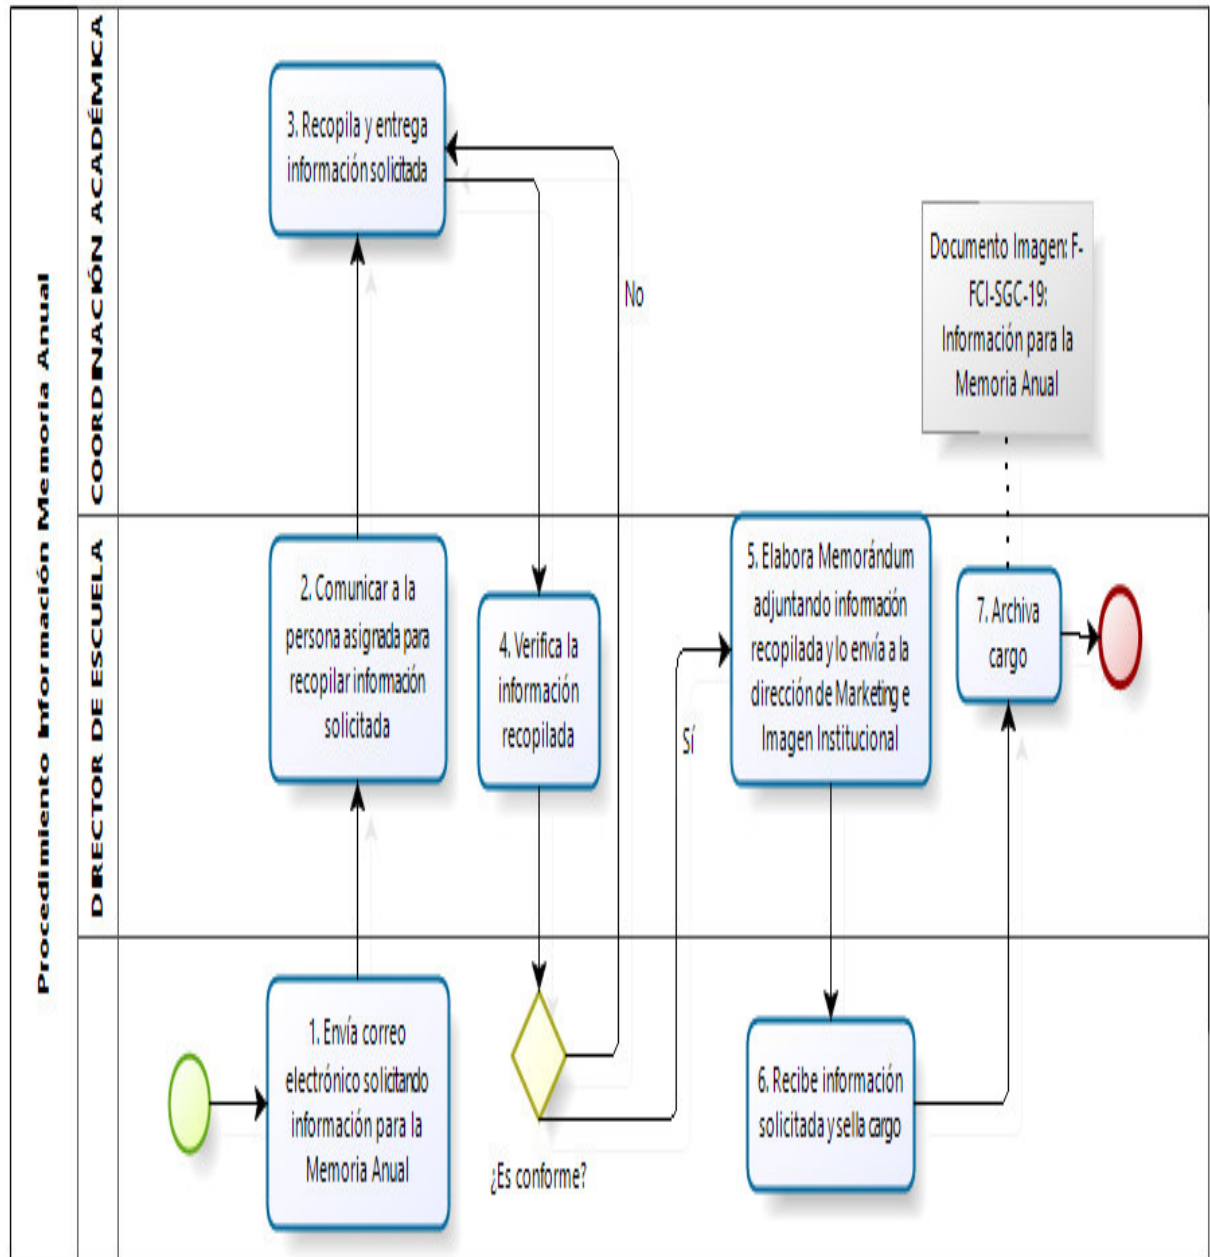 Procedimiento Información Memoria Anual
COORDINACIÓN ACADÉMICA
3. Recopila y entrega
información solicitada
No
Documento Imagen: F-
FCI-SGC-19:
Información para la
Memoria Anual
DIRECTOR DE ESCUELA
2. Comunicar a la
persona asignada para
recopilar información
solicitada
4. Verifica la
información
recopilada
Sí
5. Elabora Memorándum
adjuntando información
recopilada y lo envía a la
dirección de Marketing e
Imagen Institucional
7. Archiva
cargo
1. Envía correo
electrónico solicitando
información para la
Memoria Anual
¿Es conforme?
6. Recibe información
solicitada y sella cargo